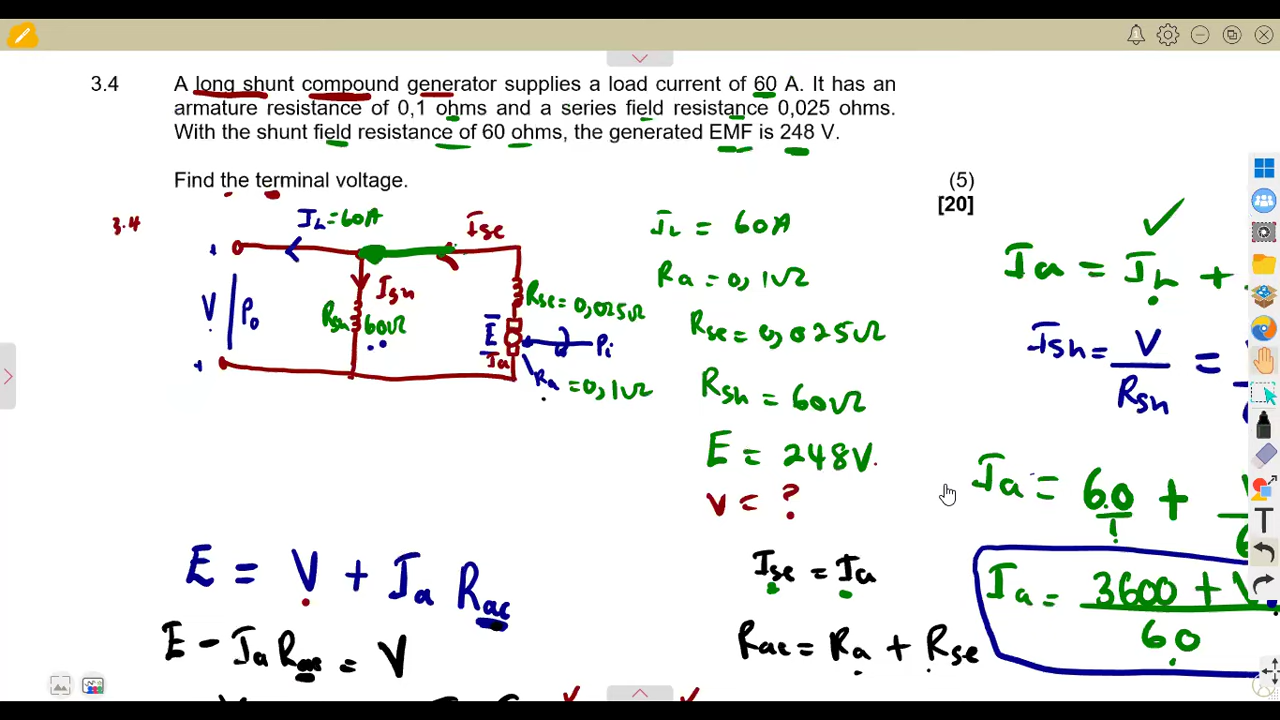 3.4 A long shunt compound generator supplies a load current of 60 A. It has an
armature resistance of 0,1 ohms and a series field resistance 0,025 ohms.
With the shunt field resistance of 60 ohms, the generated EMF is 248 V.
Find the terminal voltage. (5)
[20]
3.4
IL = 60A
Ise
+
V
Po
Ish
Rsh 60Ω
Rse = 0,025Ω
E
Ia
Pi
Ra = 0,1Ω
+
IL = 60A
Ra = 0,1Ω
Rse = 0,025Ω
Rsh = 60Ω
E = 248V.
V = ?
Ise = Ia
Rac = Ra + Rse
E = V + Ia Rac
E - Ia Rac = V
Ia = IL +
Ish = V / Rsh =
Ia = 60 / 1 +
Ia = 3600 + V / 60
T